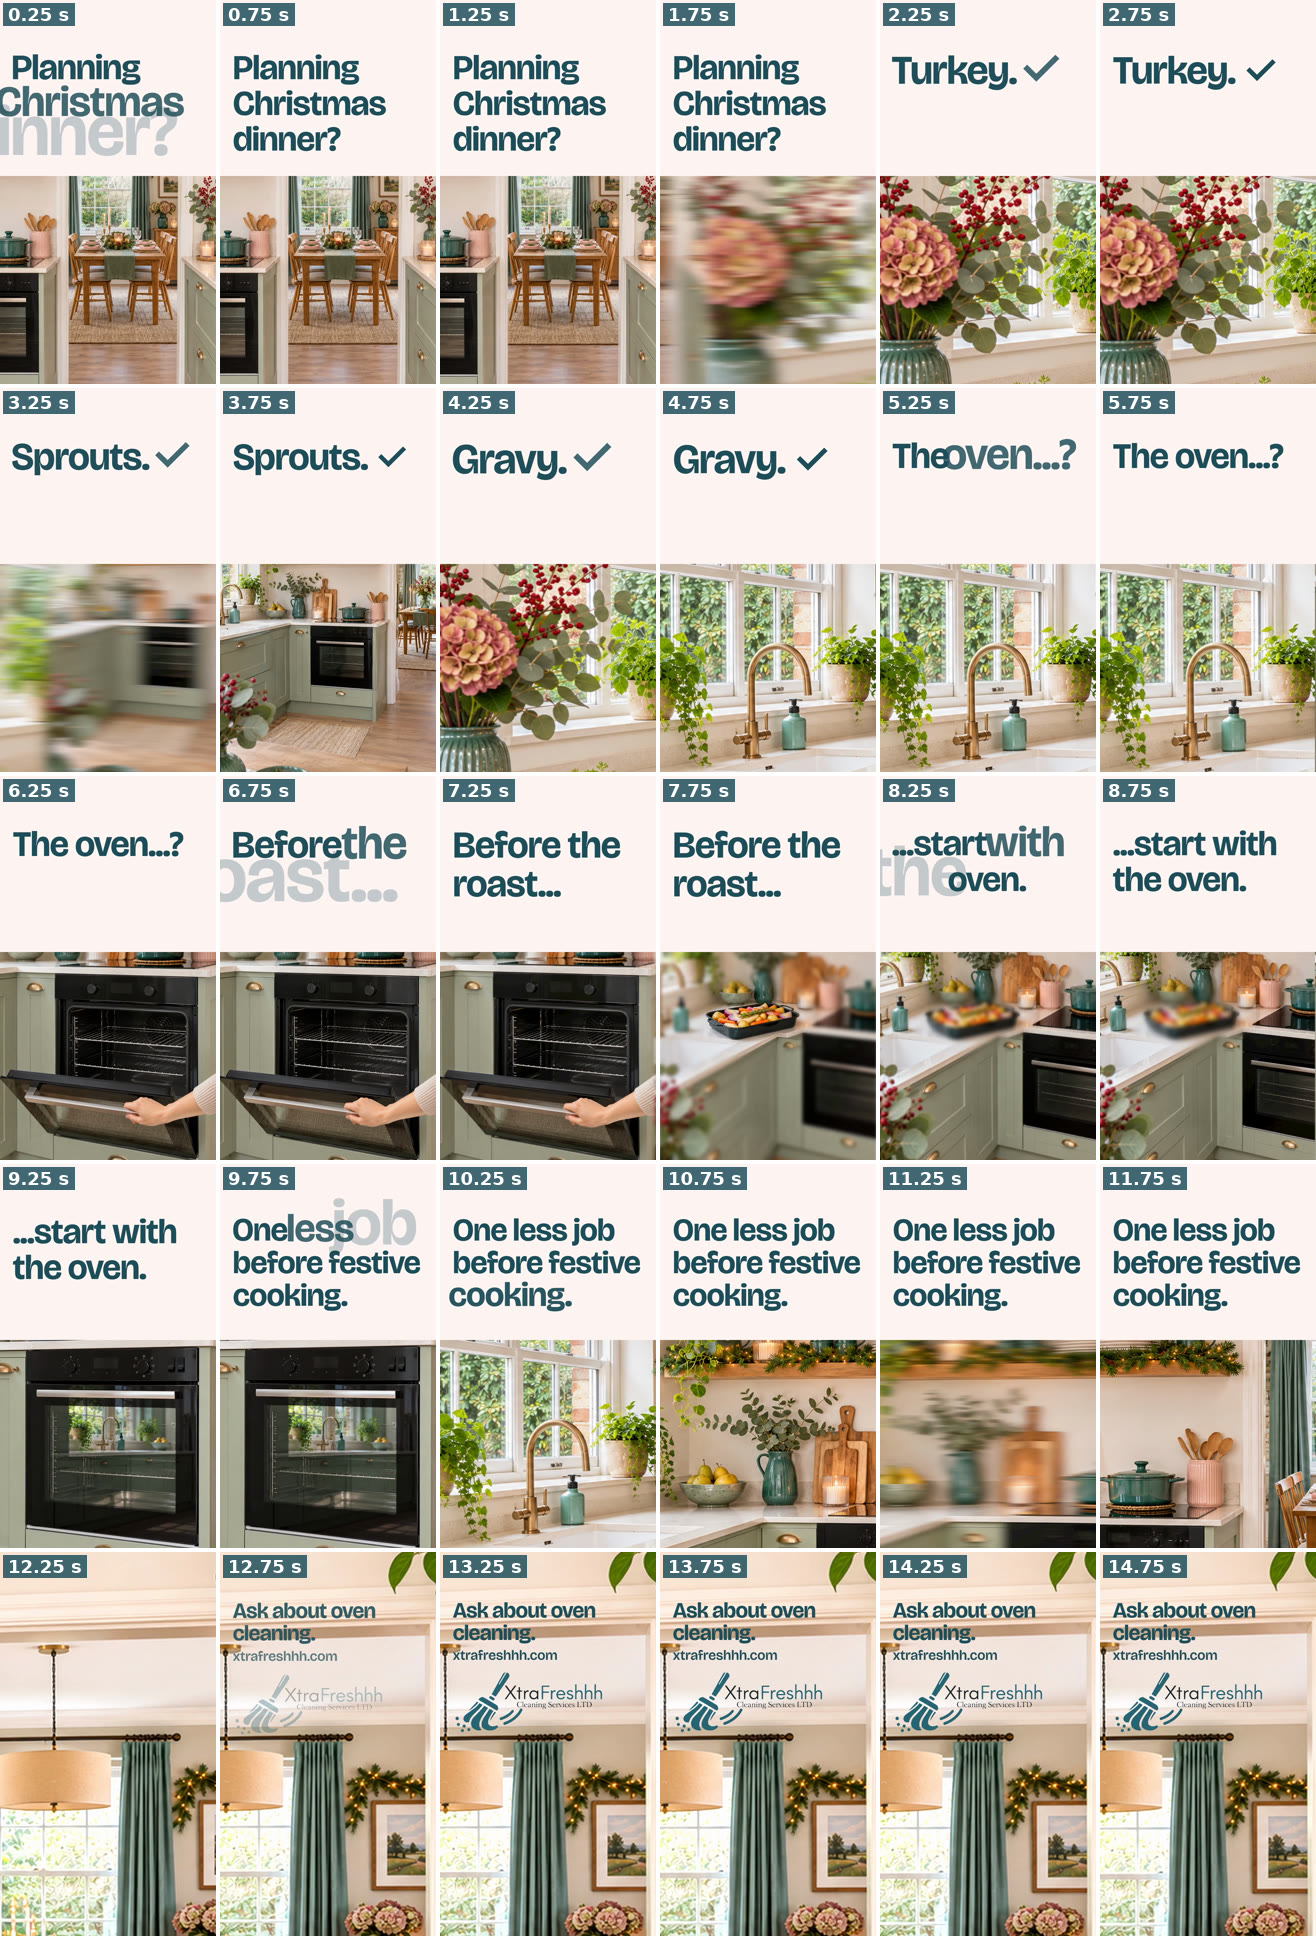 0.25 s
Planning
Christmas
dinner?
0.75 s
Planning
Christmas
dinner?
1.25 s
Planning
Christmas
dinner?
1.75 s
Planning
Christmas
dinner?
2.25 s
Turkey.
2.75 s
Turkey.
3.25 s
Sprouts.
3.75 s
Sprouts.
4.25 s
Gravy.
4.75 s
Gravy.
5.25 s
The oven...?
5.75 s
The oven...?
6.25 s
The oven...?
6.75 s
Before the
roast...
7.25 s
Before the
roast...
7.75 s
Before the
roast...
8.25 s
...start with
the oven.
8.75 s
...start with
the oven.
9.25 s
...start with
the oven.
9.75 s
One less job
before festive
cooking.
10.25 s
One less job
before festive
cooking.
10.75 s
One less job
before festive
cooking.
11.25 s
One less job
before festive
cooking.
11.75 s
One less job
before festive
cooking.
12.25 s
12.75 s
Ask about oven
cleaning.
xtrafreshhh.com
XtraFreshhh
Cleaning Services LTD
13.25 s
Ask about oven
cleaning.
xtrafreshhh.com
XtraFreshhh
Cleaning Services LTD
13.75 s
Ask about oven
cleaning.
xtrafreshhh.com
XtraFreshhh
Cleaning Services LTD
14.25 s
Ask about oven
cleaning.
xtrafreshhh.com
XtraFreshhh
Cleaning Services LTD
14.75 s
Ask about oven
cleaning.
xtrafreshhh.com
XtraFreshhh
Cleaning Services LTD